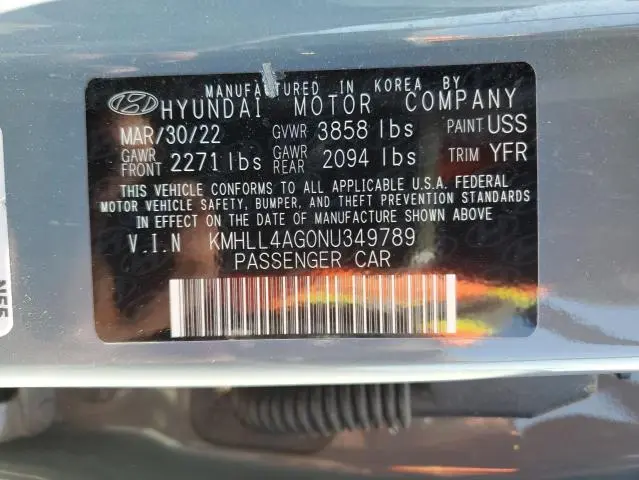 MANUFACTURED IN KOREA BY
HYUNDAI MOTOR COMPANY
MAR/30/22 GVWR 3858 lbs PAINT USS
GAWR FRONT 2271 lbs GAWR REAR 2094 lbs TRIM YFR
THIS VEHICLE CONFORMS TO ALL APPLICABLE U.S.A. FEDERAL
MOTOR VEHICLE SAFETY, BUMPER, AND THEFT PREVENTION STANDARDS
IN EFFECT ON THE DATE OF MANUFACTURE SHOWN ABOVE
V.I.N KMHLL4AG0NU349789
PASSENGER CAR